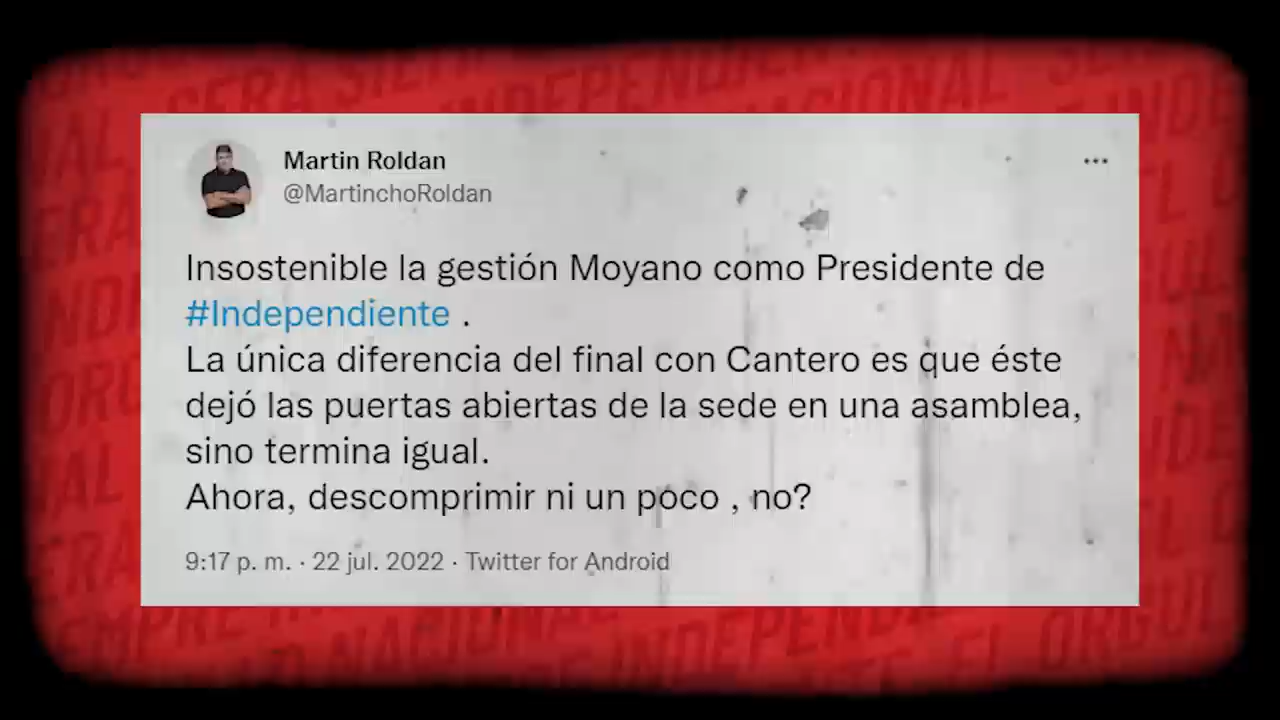 Martin Roldan
@MartinchoRoldan
Insostenible la gestión Moyano como Presidente de
#Independiente .
La única diferencia del final con Cantero es que éste
dejó las puertas abiertas de la sede en una asamblea,
sino termina igual.
Ahora, descomprimir ni un poco , no?
9:17 p. m. · 22 jul. 2022 · Twitter for Android